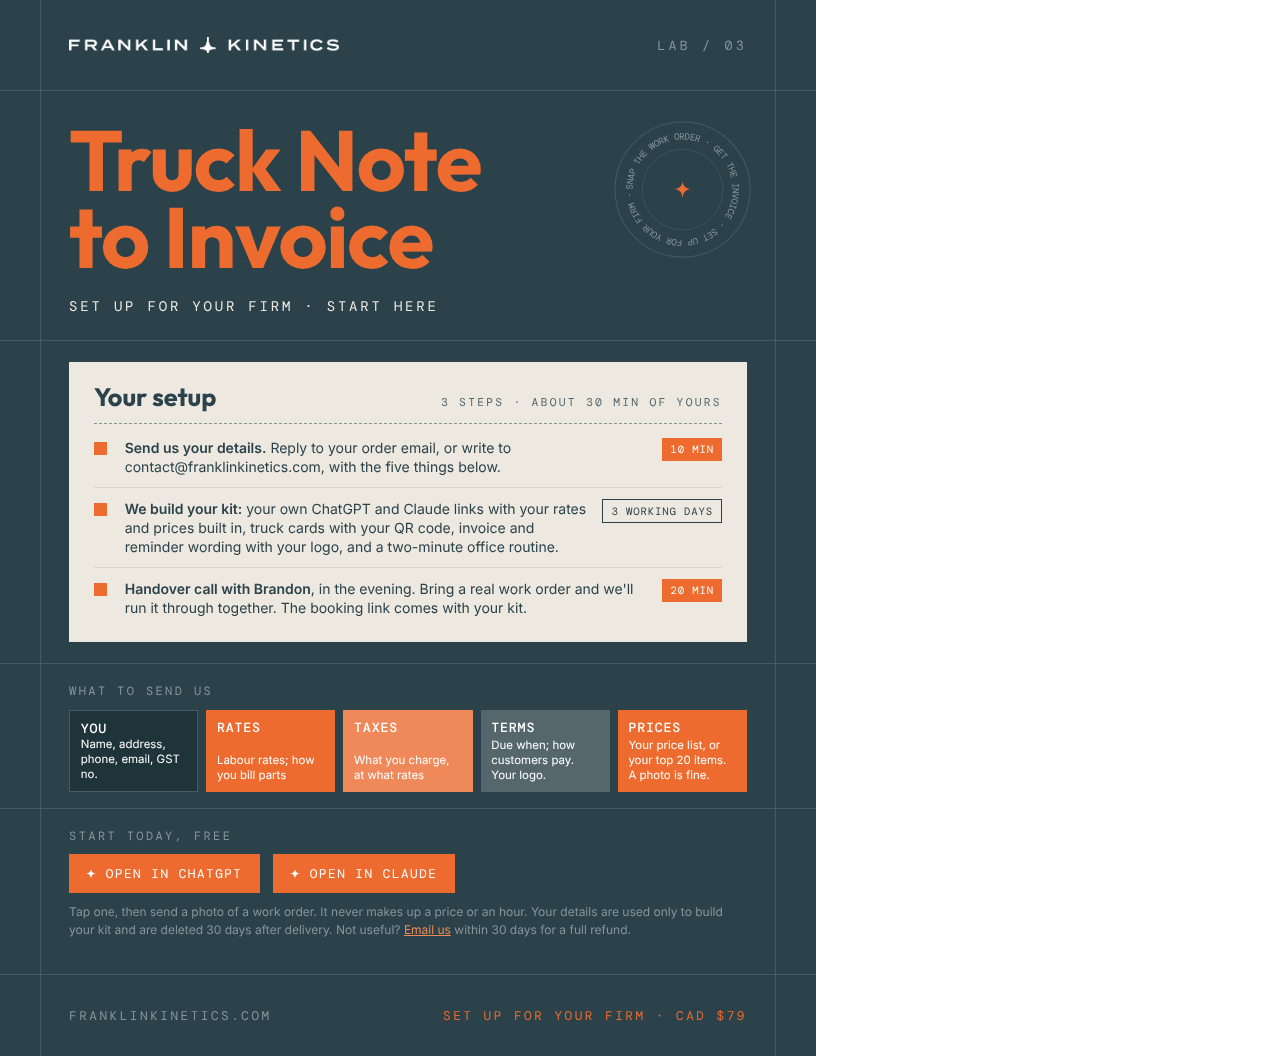 FRANKLIN KINETICS
LAB / 03
Truck Note
to Invoice
SNAP THE WORK ORDER · GET THE INVOICE · SET UP FOR YOUR FIRM ·
SET UP FOR YOUR FIRM · START HERE
Your setup
3 STEPS · ABOUT 30 MIN OF YOURS
Send us your details. Reply to your order email, or write to
contact@franklinkinetics.com, with the five things below.
10 MIN
We build your kit: your own ChatGPT and Claude links with your rates
and prices built in, truck cards with your QR code, invoice and
reminder wording with your logo, and a two-minute office routine.
3 WORKING DAYS
Handover call with Brandon, in the evening. Bring a real work order and we'll
run it through together. The booking link comes with your kit.
20 MIN
WHAT TO SEND US
YOU
Name, address,
phone, email, GST
no.
RATES
Labour rates; how
you bill parts
TAXES
What you charge,
at what rates
TERMS
Due when; how
customers pay.
Your logo.
PRICES
Your price list, or
your top 20 items.
A photo is fine.
START TODAY, FREE
✦ OPEN IN CHATGPT
✦ OPEN IN CLAUDE
Tap one, then send a photo of a work order. It never makes up a price or an hour. Your details are used only to build
your kit and are deleted 30 days after delivery. Not useful? Email us within 30 days for a full refund.
FRANKLINKINETICS.COM
SET UP FOR YOUR FIRM · CAD $79